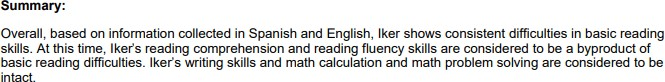 Summary:
Overall, based on information collected in Spanish and English, Iker shows consistent difficulties in basic reading
skills. At this time, Iker's reading comprehension and reading fluency skills are considered to be a byproduct of
basic reading difficulties. Iker's writing skills and math calculation and math problem solving are considered to be
intact.